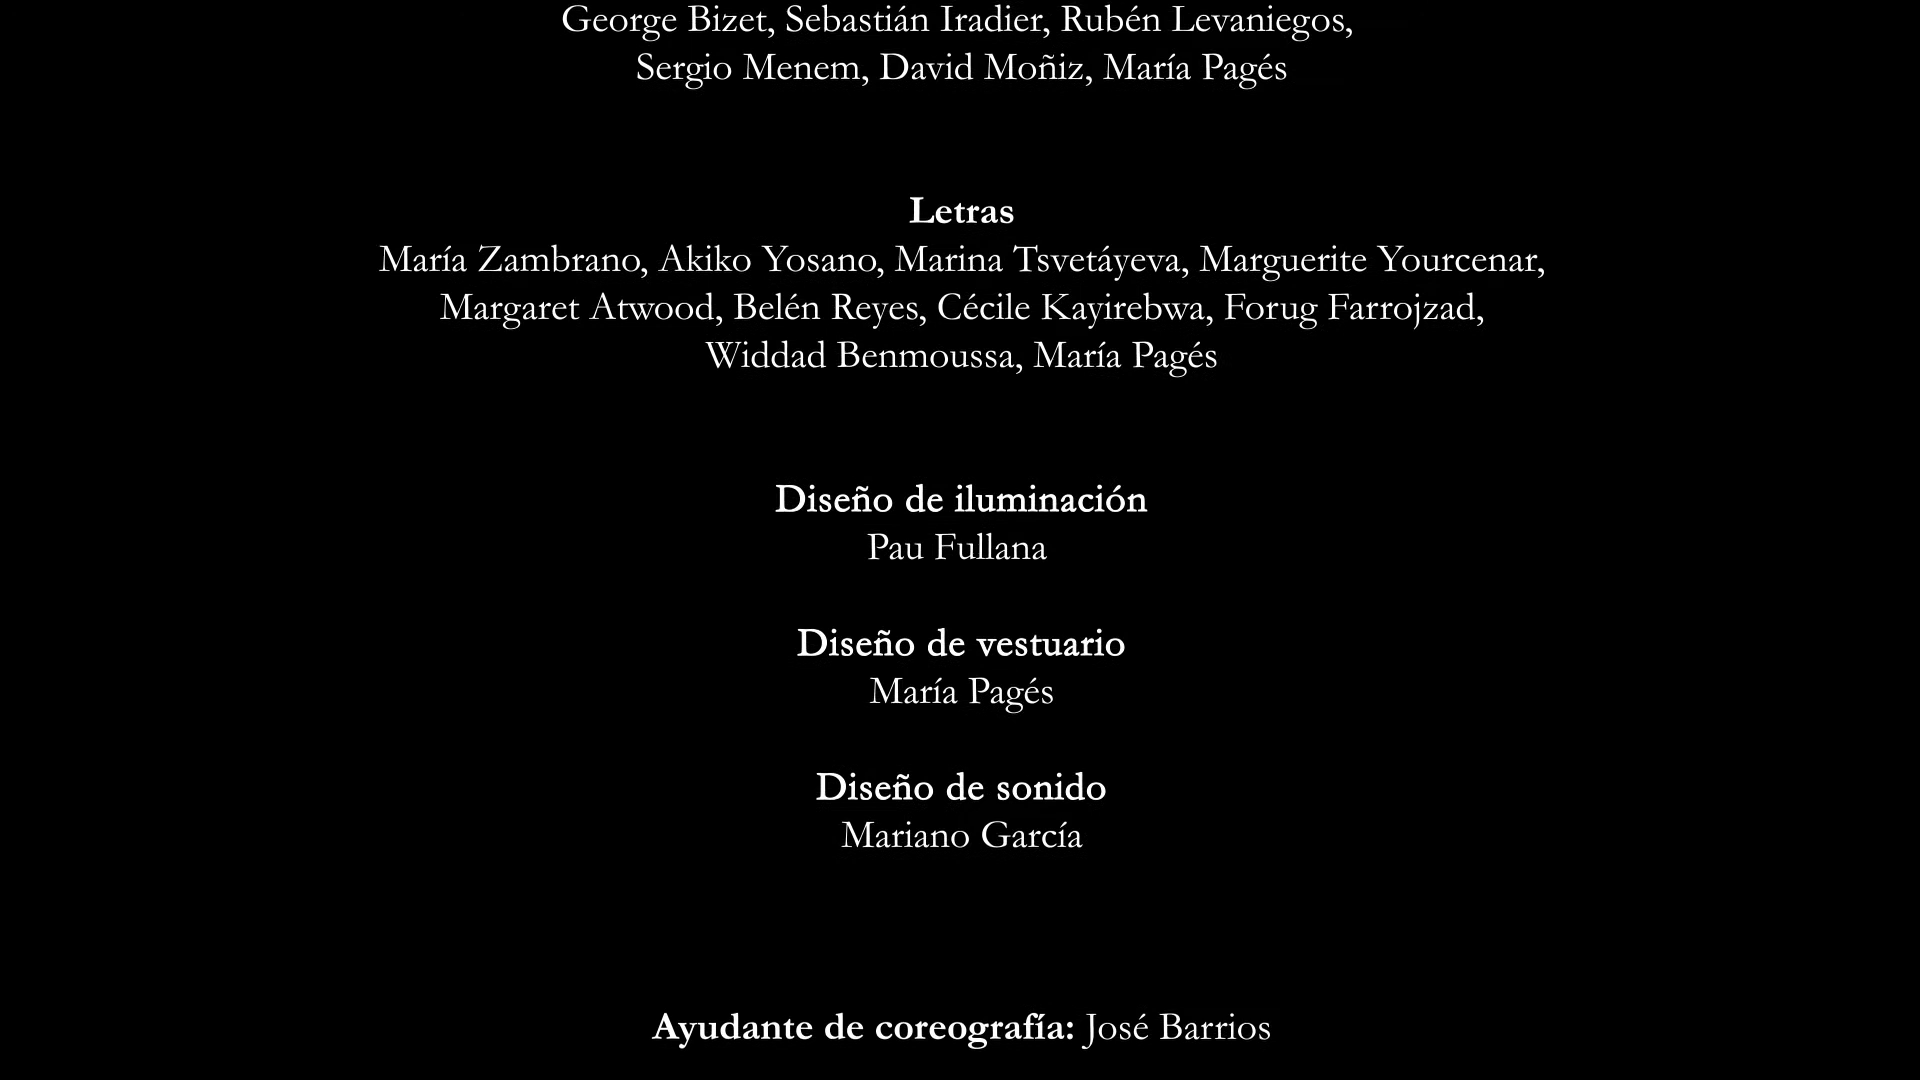 George Bizet, Sebastián Iradier, Rubén Levaniegos,
Sergio Menem, David Moñiz, María Pagés
Letras
María Zambrano, Akiko Yosano, Marina Tsvetáyeva, Marguerite Yourcenar,
Margaret Atwood, Belén Reyes, Cécile Kayirebwa, Forug Farrojzad,
Widdad Benmoussa, María Pagés
Diseño de iluminación
Pau Fullana
Diseño de vestuario
María Pagés
Diseño de sonido
Mariano García
Ayudante de coreografía: José Barrios